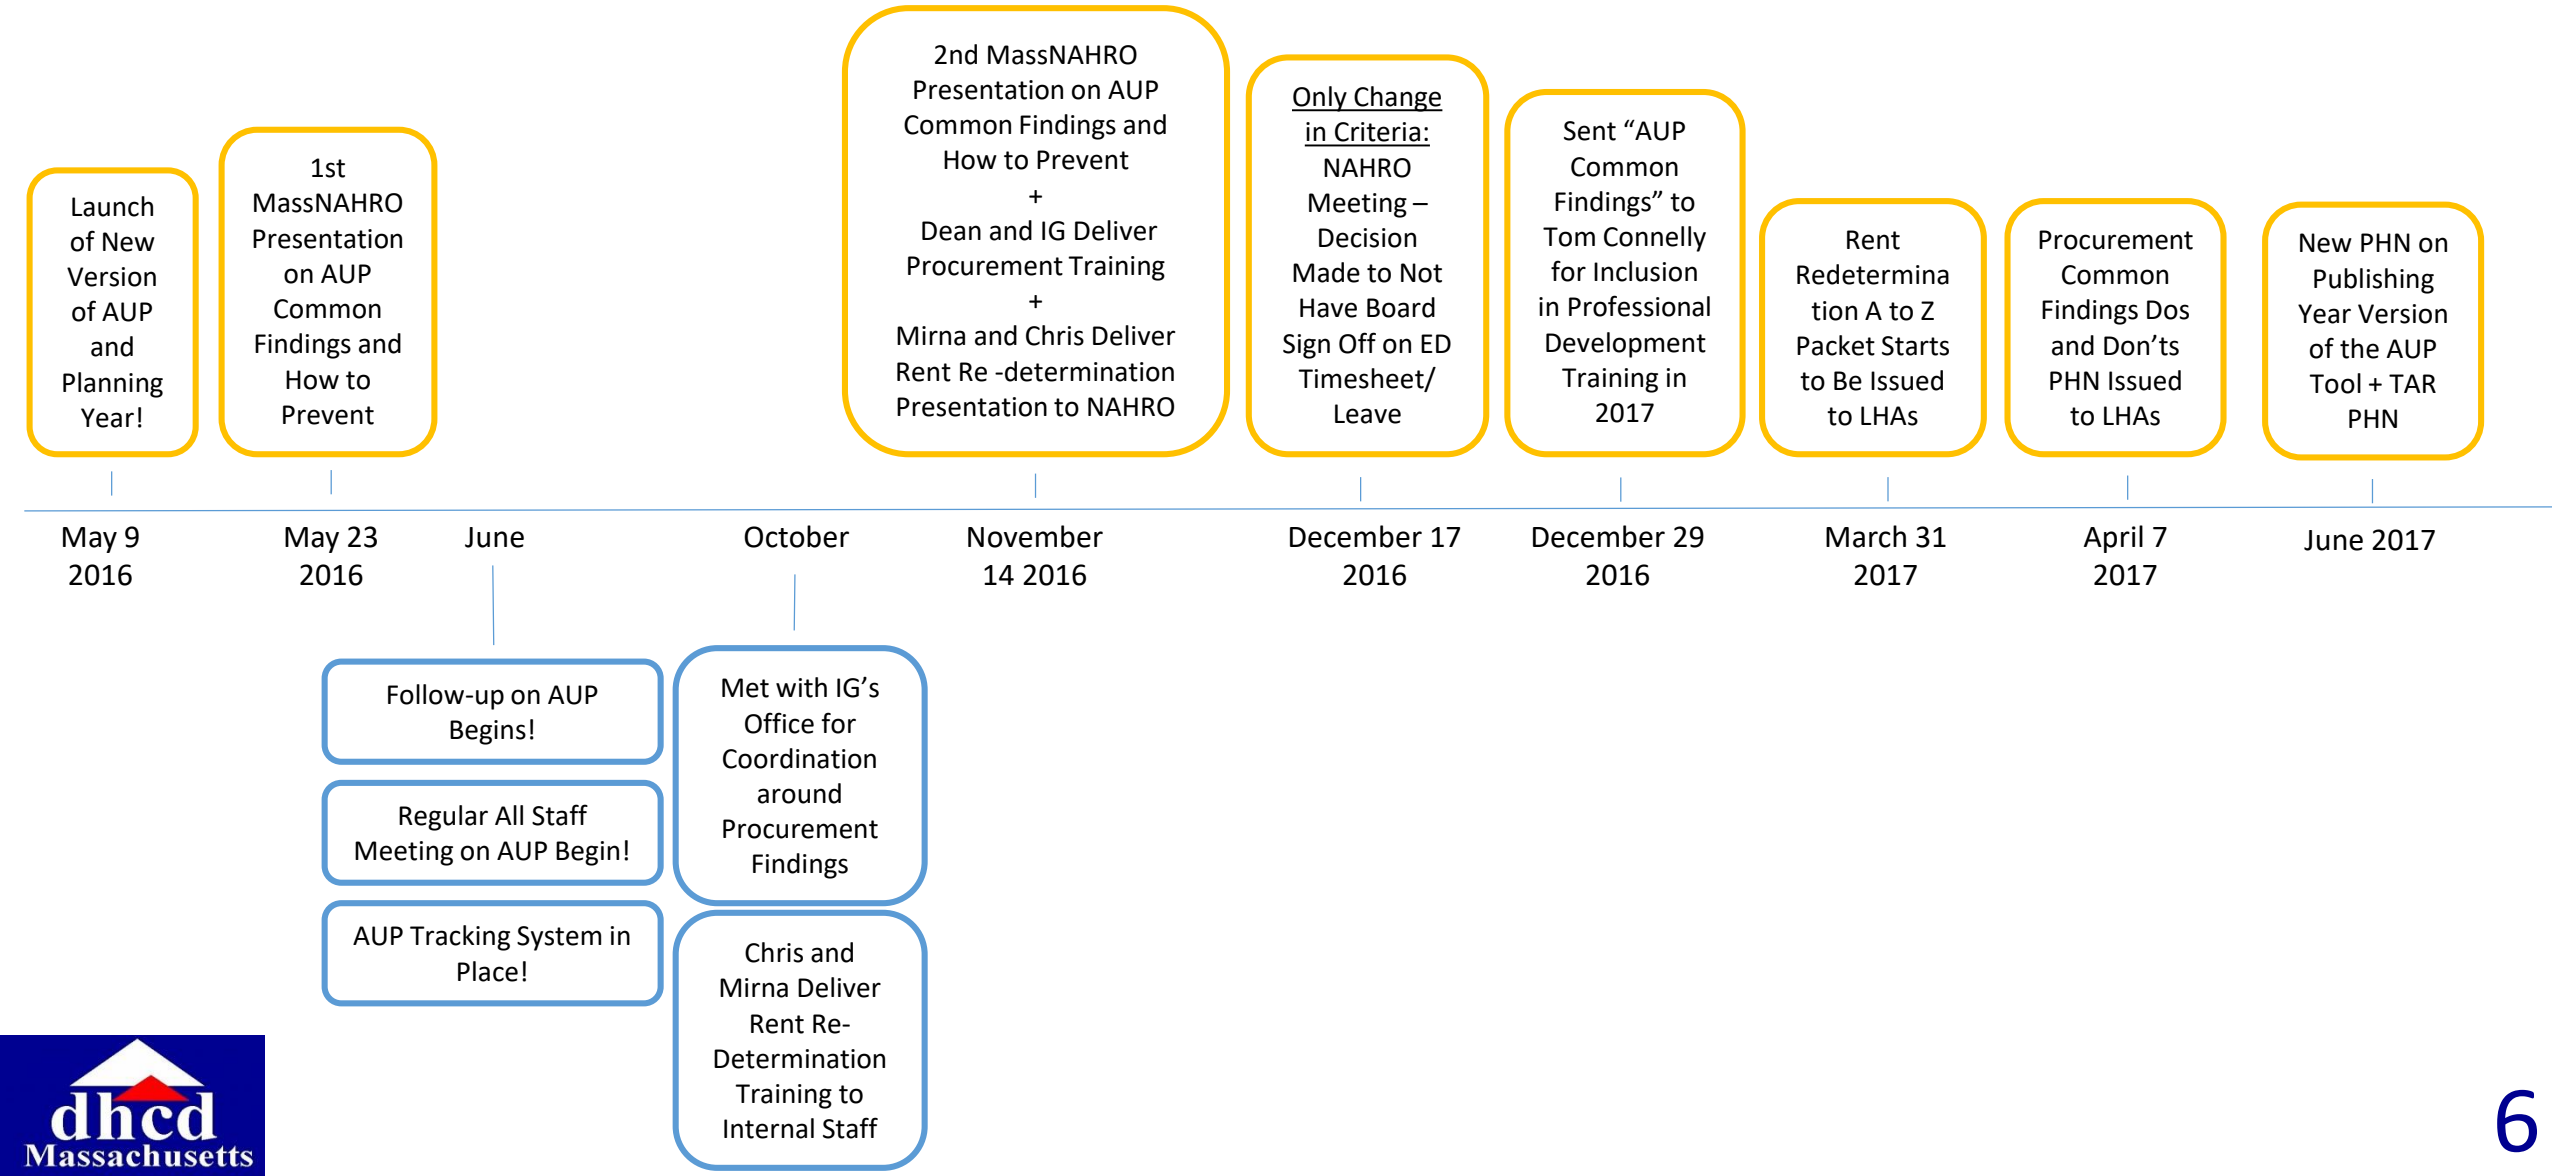 Launch
of New
Version
of AUP
and
Planning
Year!
1st
MassNAHRO
Presentation
on AUP
Common
Findings and
How to
Prevent
2nd MassNAHRO
Presentation on AUP
Common Findings and
How to Prevent
+
Dean and IG Deliver
Procurement Training
+
Mirna and Chris Deliver
Rent Re -determination
Presentation to NAHRO
Only Change
in Criteria:
NAHRO
Meeting –
Decision
Made to Not
Have Board
Sign Off on ED
Timesheet/
Leave
Sent “AUP
Common
Findings” to
Tom Connelly
for Inclusion
in Professional
Development
Training in
2017
Rent
Redetermina
tion A to Z
Packet Starts
to Be Issued
to LHAs
Procurement
Common
Findings Dos
and Don’ts
PHN Issued
to LHAs
New PHN on
Publishing
Year Version
of the AUP
Tool + TAR
PHN
May 9
2016
May 23
2016
June
October
November
14 2016
December 17
2016
December 29
2016
March 31
2017
April 7
2017
June 2017
Follow-up on AUP
Begins!
Regular All Staff
Meeting on AUP Begin!
AUP Tracking System in
Place!
Met with IG’s
Office for
Coordination
around
Procurement
Findings
Chris and
Mirna Deliver
Rent Re-
Determination
Training to
Internal Staff
dhcd
Massachusetts
6